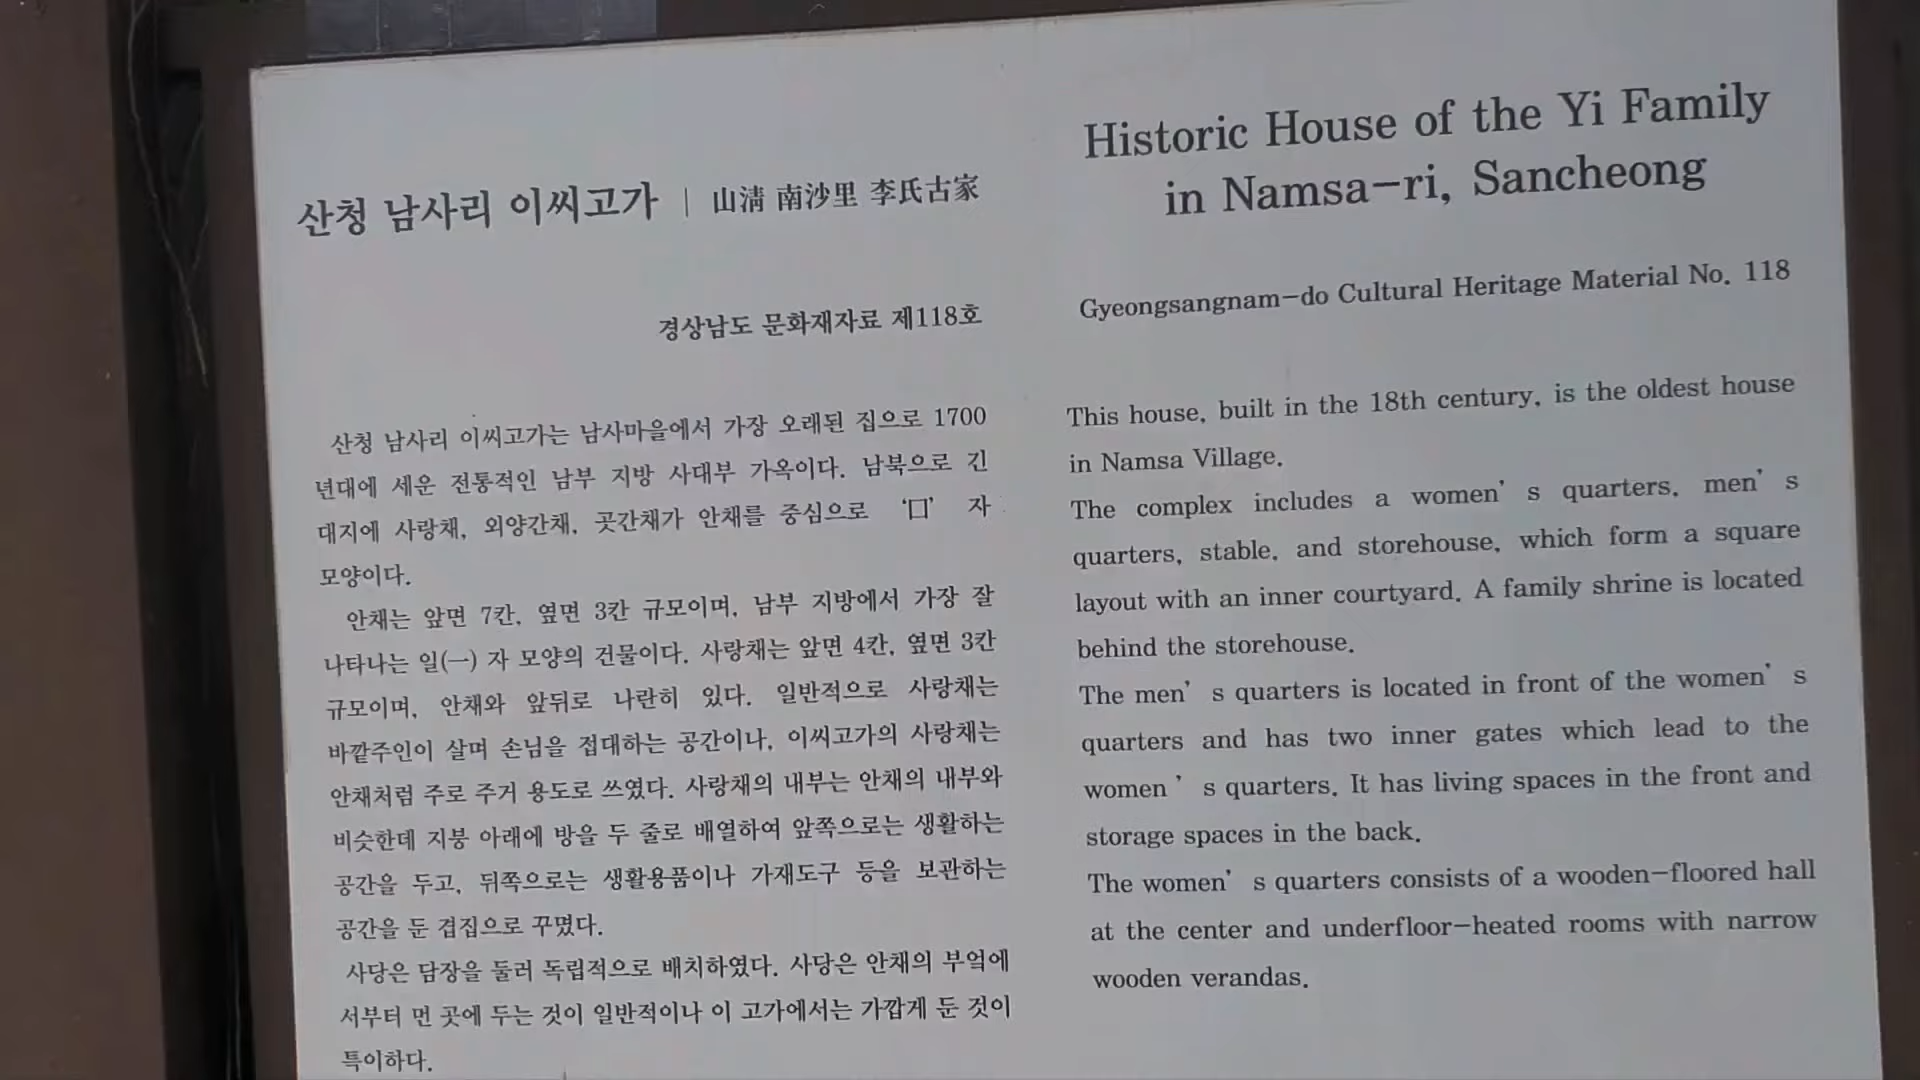 산청 남사리 이씨고가 | 山淸 南沙里 李氏古家
경상남도 문화재자료 제118호
산청 남사리 이씨고가는 남사마을에서 가장 오래된 집으로 1700
년대에 세운 전통적인 남부 지방 사대부 가옥이다. 남북으로 긴
대지에 사랑채, 외양간채, 곳간채가 안채를 중심으로 ‘口’ 자
모양이다.
안채는 앞면 7칸, 옆면 3칸 규모이며, 남부 지방에서 가장 잘
나타나는 일(一) 자 모양의 건물이다. 사랑채는 앞면 4칸, 옆면 3칸
규모이며, 안채와 앞뒤로 나란히 있다. 일반적으로 사랑채는
바깥주인이 살며 손님을 접대하는 공간이나, 이씨고가의 사랑채는
안채처럼 주로 주거 용도로 쓰였다. 사랑채의 내부는 안채의 내부와
비슷한데 지붕 아래에 방을 두 줄로 배열하여 앞쪽으로는 생활하는
공간을 두고, 뒤쪽으로는 생활용품이나 가재도구 등을 보관하는
공간을 둔 겹집으로 꾸몄다.
사당은 담장을 둘러 독립적으로 배치하였다. 사당은 안채의 부엌에
서부터 먼 곳에 두는 것이 일반적이나 이 고가에서는 가깝게 둔 것이
특이하다.
Historic House of the Yi Family
in Namsa-ri, Sancheong
Gyeongsangnam-do Cultural Heritage Material No. 118
This house, built in the 18th century, is the oldest house
in Namsa Village.
The complex includes a women’s quarters, men’s
quarters, stable, and storehouse, which form a square
layout with an inner courtyard. A family shrine is located
behind the storehouse.
The men’s quarters is located in front of the women’s
quarters and has two inner gates which lead to the
women’s quarters. It has living spaces in the front and
storage spaces in the back.
The women’s quarters consists of a wooden-floored hall
at the center and underfloor-heated rooms with narrow
wooden verandas.